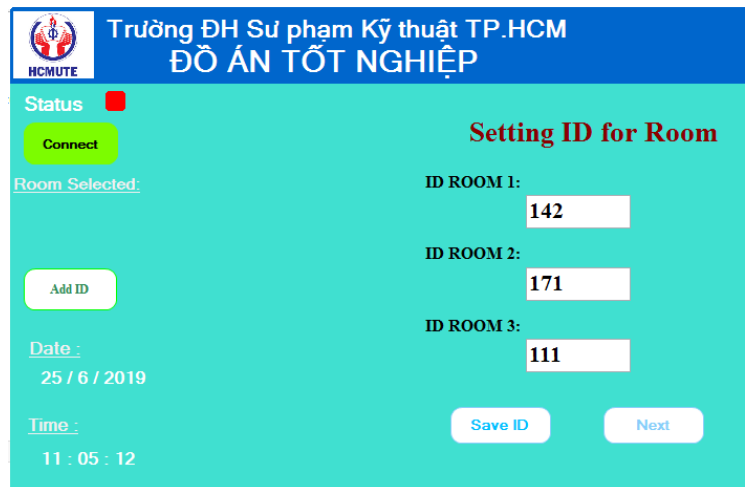 Trường ĐH Sư phạm Kỹ thuật TP.HCM
ĐỒ ÁN TỐT NGHIỆP
HCMUTE
Status
Connect
Room Selected:
Add ID
Date :
25 / 6 / 2019
Time :
11 : 05 : 12
Setting ID for Room
ID ROOM 1:
142
ID ROOM 2:
171
ID ROOM 3:
111
Save ID
Next